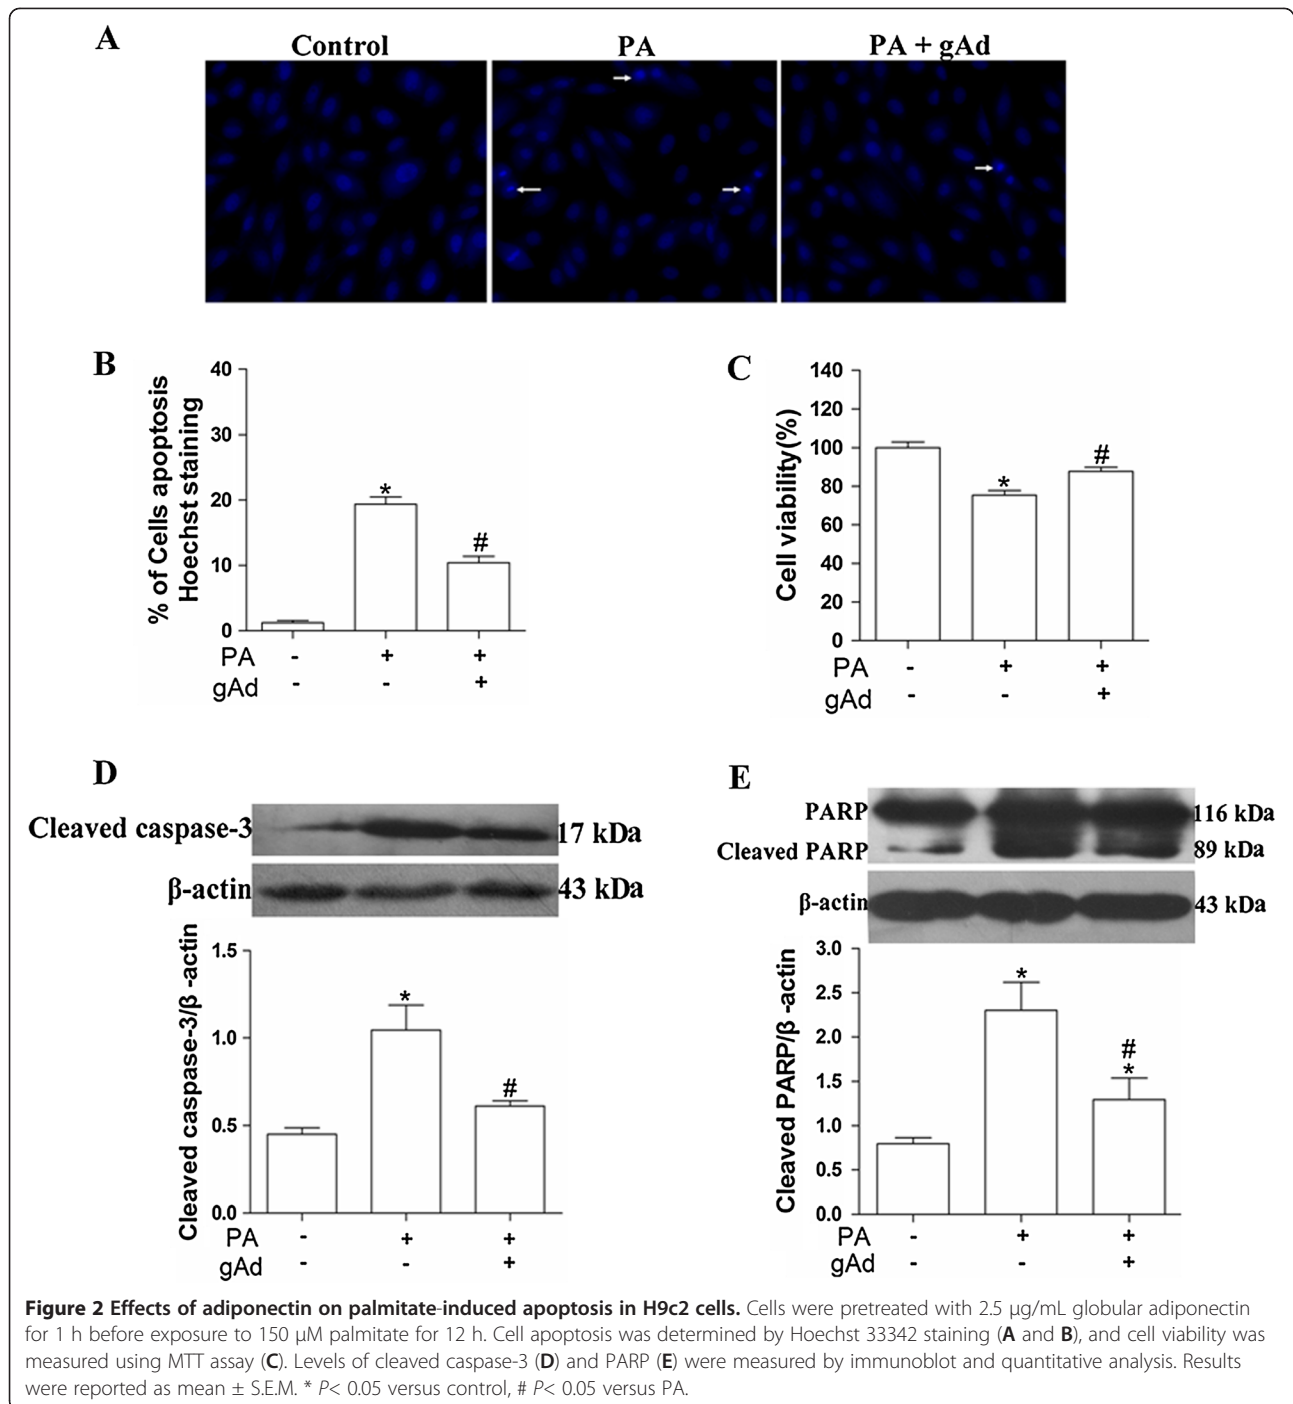 A
Control
PA
PA + gAd
B
% of Cells apoptosis
Hoechst staining
40
30
20
10
0
*
#
PA - + +
gAd - - +
C
Cell viability(%)
140
120
100
80
60
40
20
0
*
#
PA - + +
gAd - - +
D
Cleaved caspase-3
17 kDa
β-actin
43 kDa
Cleaved caspase-3/β -actin
1.5
1.0
0.5
0.0
*
#
PA - + +
gAd - - +
E
PARP
116 kDa
Cleaved PARP
89 kDa
β-actin
43 kDa
Cleaved PARP/β -actin
3.0
2.5
2.0
1.5
1.0
0.5
0.0
*
#
*
PA - + +
gAd - - +
Figure 2 Effects of adiponectin on palmitate-induced apoptosis in H9c2 cells. Cells were pretreated with 2.5 μg/mL globular adiponectin
for 1 h before exposure to 150 μM palmitate for 12 h. Cell apoptosis was determined by Hoechst 33342 staining (A and B), and cell viability was
measured using MTT assay (C). Levels of cleaved caspase-3 (D) and PARP (E) were measured by immunoblot and quantitative analysis. Results
were reported as mean ± S.E.M. * P< 0.05 versus control, # P< 0.05 versus PA.